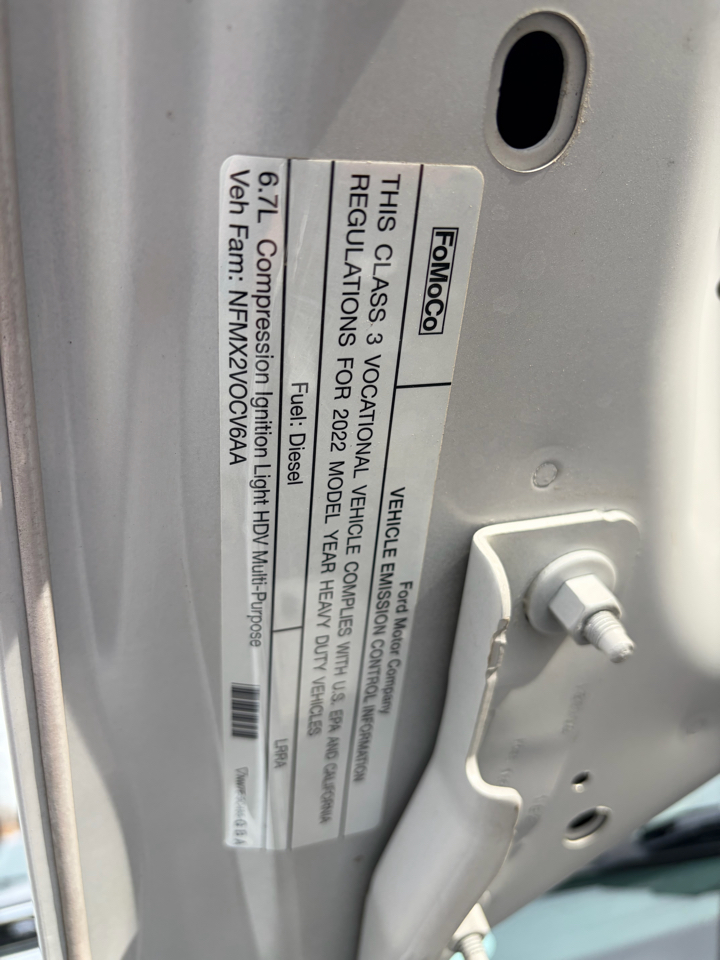 FoMoCo
Ford Motor Company
VEHICLE EMISSION CONTROL INFORMATION
THIS CLASS 3 VOCATIONAL VEHICLE COMPLIES WITH U.S. EPA AND CALIFORNIA
REGULATIONS FOR 2022 MODEL YEAR HEAVY DUTY VEHICLES
Fuel: Diesel
LRRA
6.7L Compression Ignition Light HDV Multi-Purpose
Veh Fam: NFMX2VOCV6AA